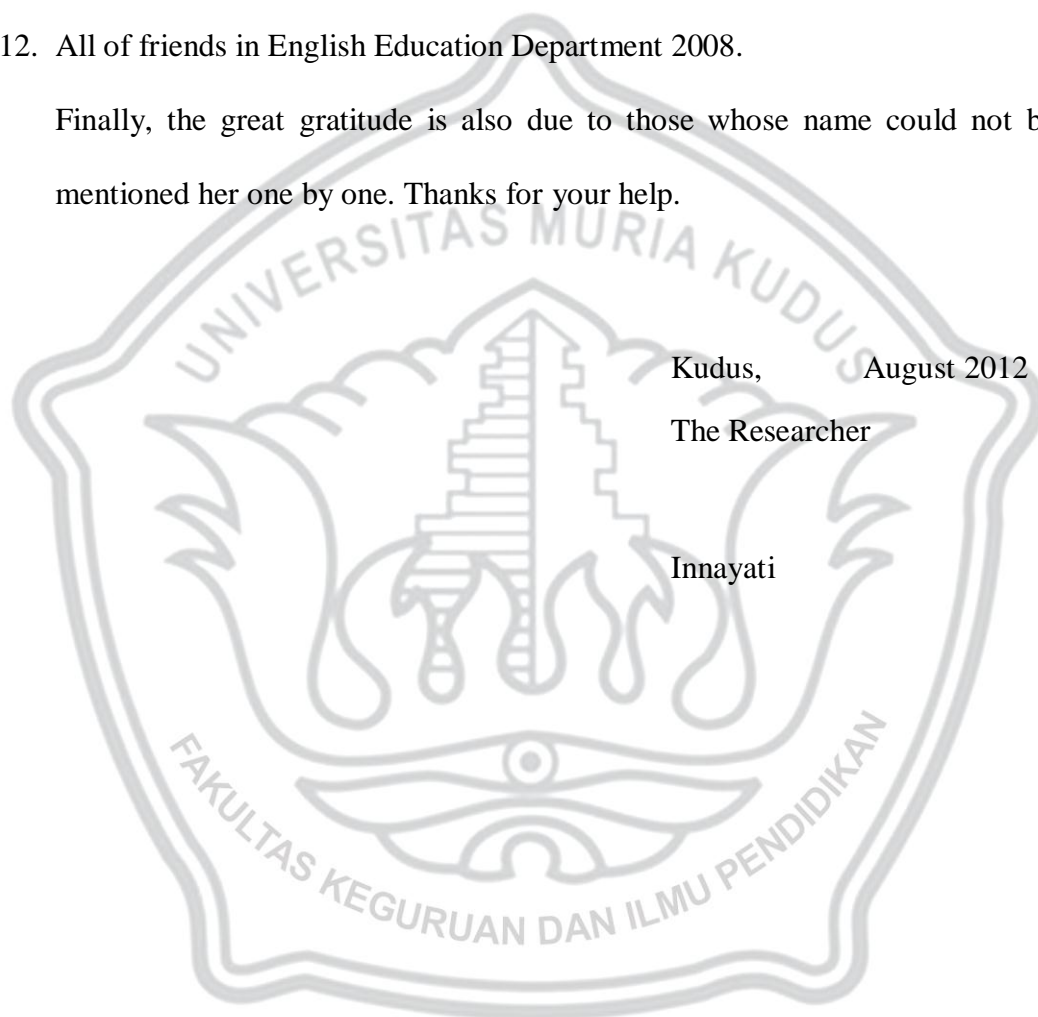 12. All of friends in English Education Department 2008.
Finally, the great gratitude is also due to those whose name could not b
mentioned her one by one. Thanks for your help.
UNIVERSITAS MURIA KUDUS
Kudus, August 2012
The Researcher
Innayati
FAKULTAS KEGURUAN DAN ILMU PENDIDIKAN